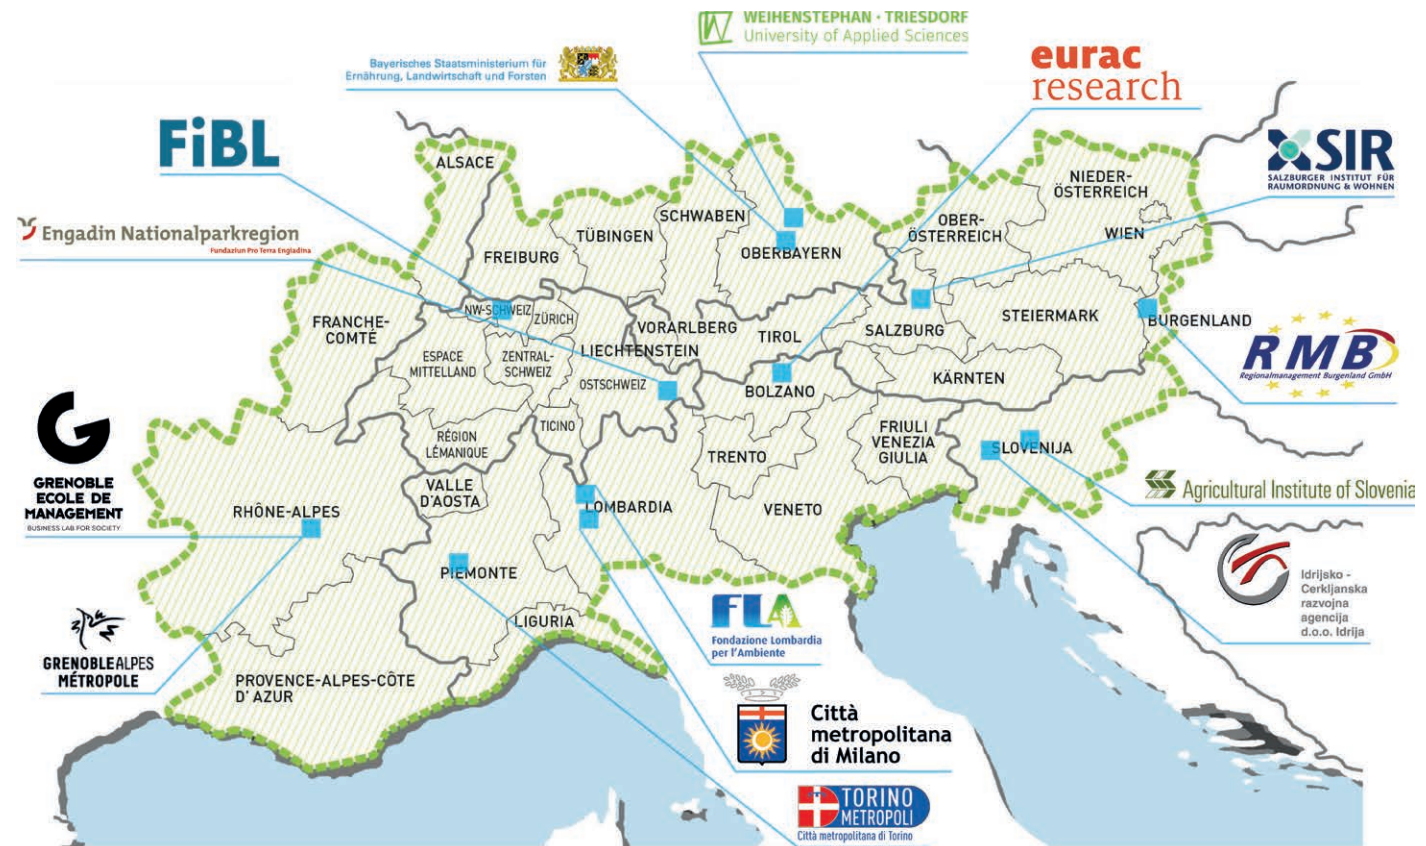 WEIHENSTEPHAN · TRIESDORF
University of Applied Sciences
Bayerisches Staatsministerium für
Ernährung, Landwirtschaft und Forsten
eurac
research
FiBL
SIR
SALZBURGER INSTITUT FÜR
RAUMORDNUNG & WOHNEN
Engadin Nationalparkregion
Fundaziun Pro Terra Engiadina
ALSACE
NIEDER-
ÖSTERREICH
SCHWABEN
OBER-
ÖSTERREICH
WIEN
TÜBINGEN
FREIBURG
OBERBAYERN
NW-SCHWEIZ
ZÜRICH
FRANCHE-
COMTÉ
VORARLBERG
TIROL
SALZBURG
STEIERMARK
BURGENLAND
LIECHTENSTEIN
ESPACE
MITTELLAND
ZENTRAL-
SCHWEIZ
OSTSCHWEIZ
BOLZANO
KÄRNTEN
RMB
Regionalmanagement Burgenland GmbH
TICINO
RÉGION
LÉMANIQUE
FRIULI
VENEZIA
GIULIA
TRENTO
SLOVENIJA
VALLE
D'AOSTA
GRENOBLE
ECOLE DE
MANAGEMENT
BUSINESS LAB FOR SOCIETY
RHÔNE-ALPES
LOMBARDIA
VENETO
Agricultural Institute of Slovenia
PIEMONTE
LIGURIA
Idrijsko -
Cerkljanska
razvojna
agencija
d.o.o. Idrija
FLA
Fondazione Lombardia
per l'Ambiente
GRENOBLEALPES
MÉTROPOLE
PROVENCE-ALPES-CÔTE
D' AZUR
Città
metropolitana
di Milano
TORINO
METROPOLI
Città metropolitana di Torino